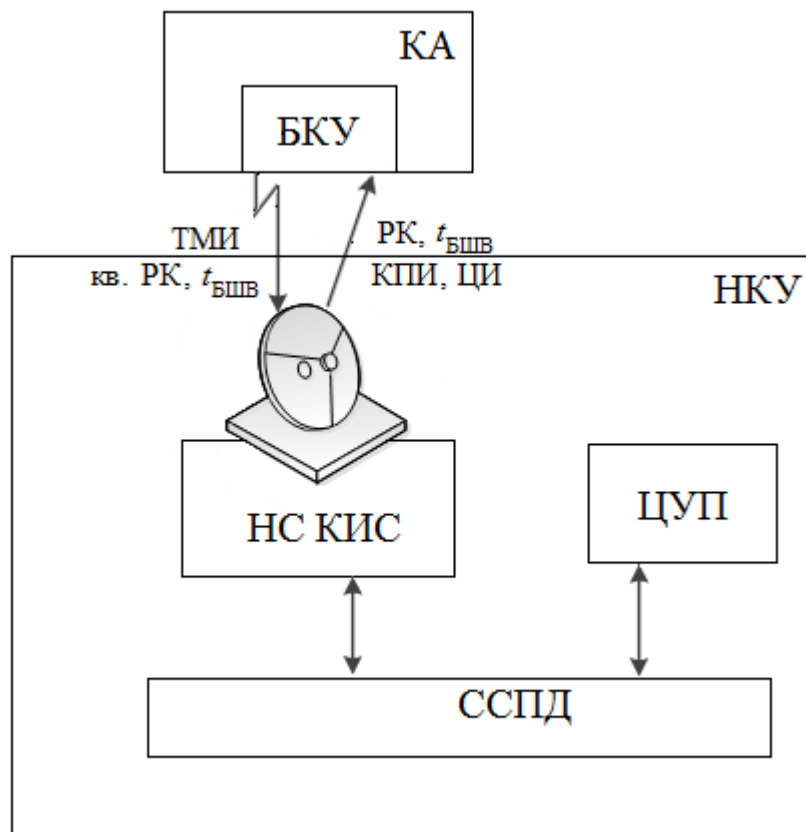 КА
БКУ
ТМИ
кв. РК, tБШВ
РК, tБШВ
КПИ, ЦИ
НКУ
НС КИС
ЦУП
ССПД